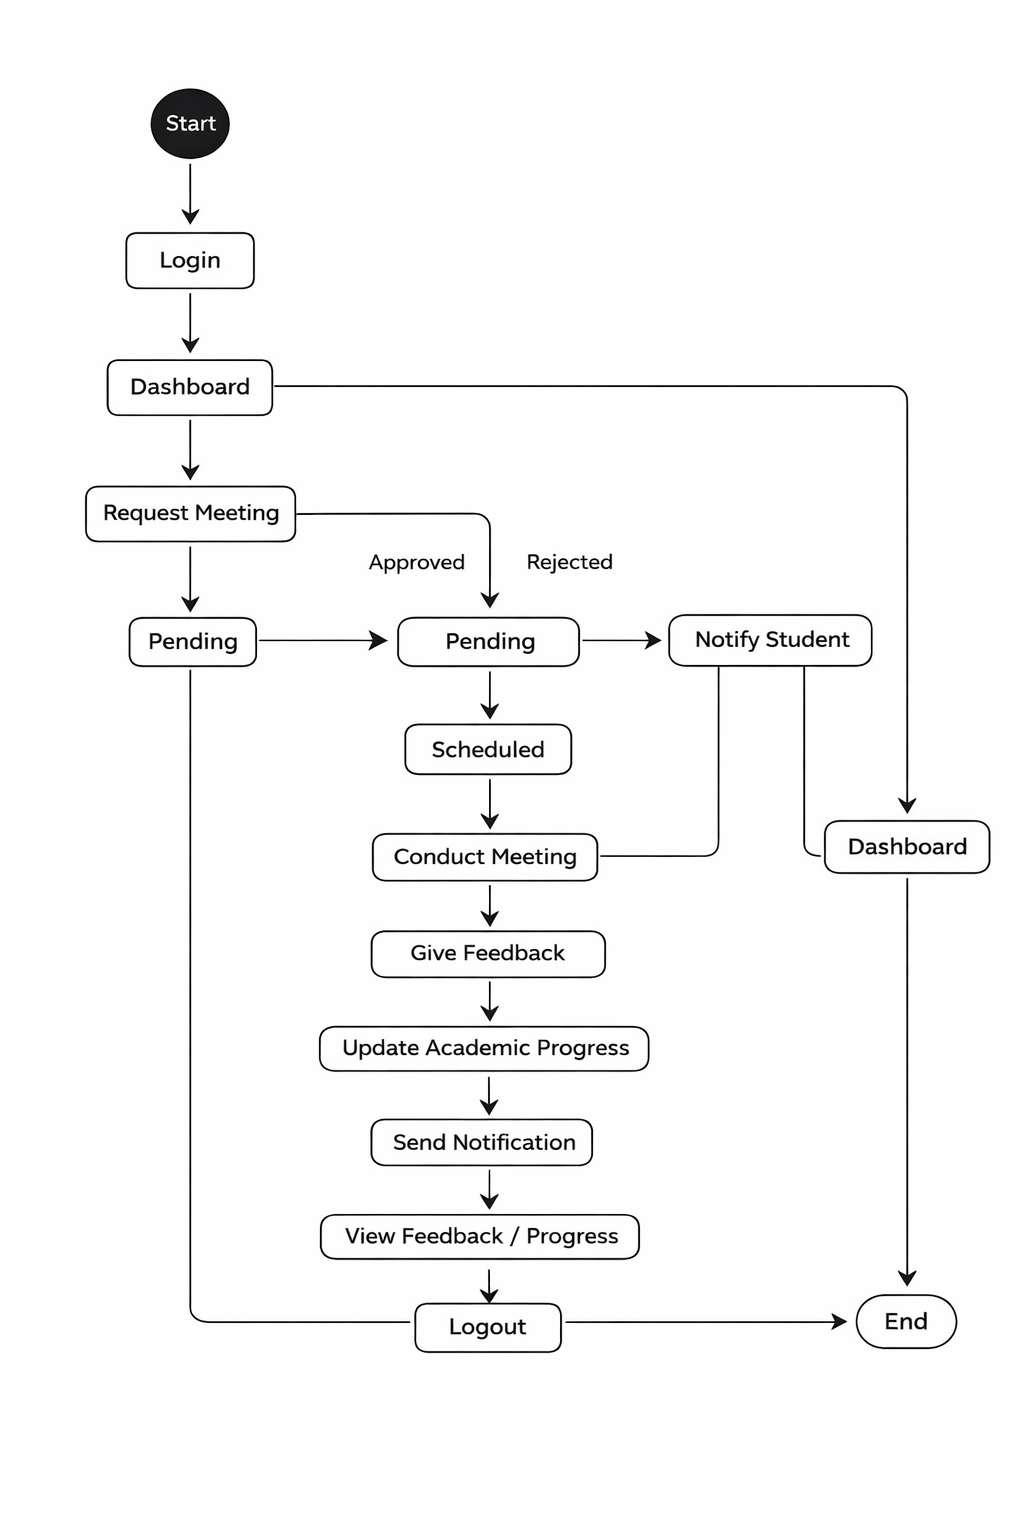 Start
Login
Dashboard
Request Meeting
Approved
Rejected
Pending
Pending
Notify Student
Scheduled
Conduct Meeting
Dashboard
Give Feedback
Update Academic Progress
Send Notification
View Feedback / Progress
Logout
End